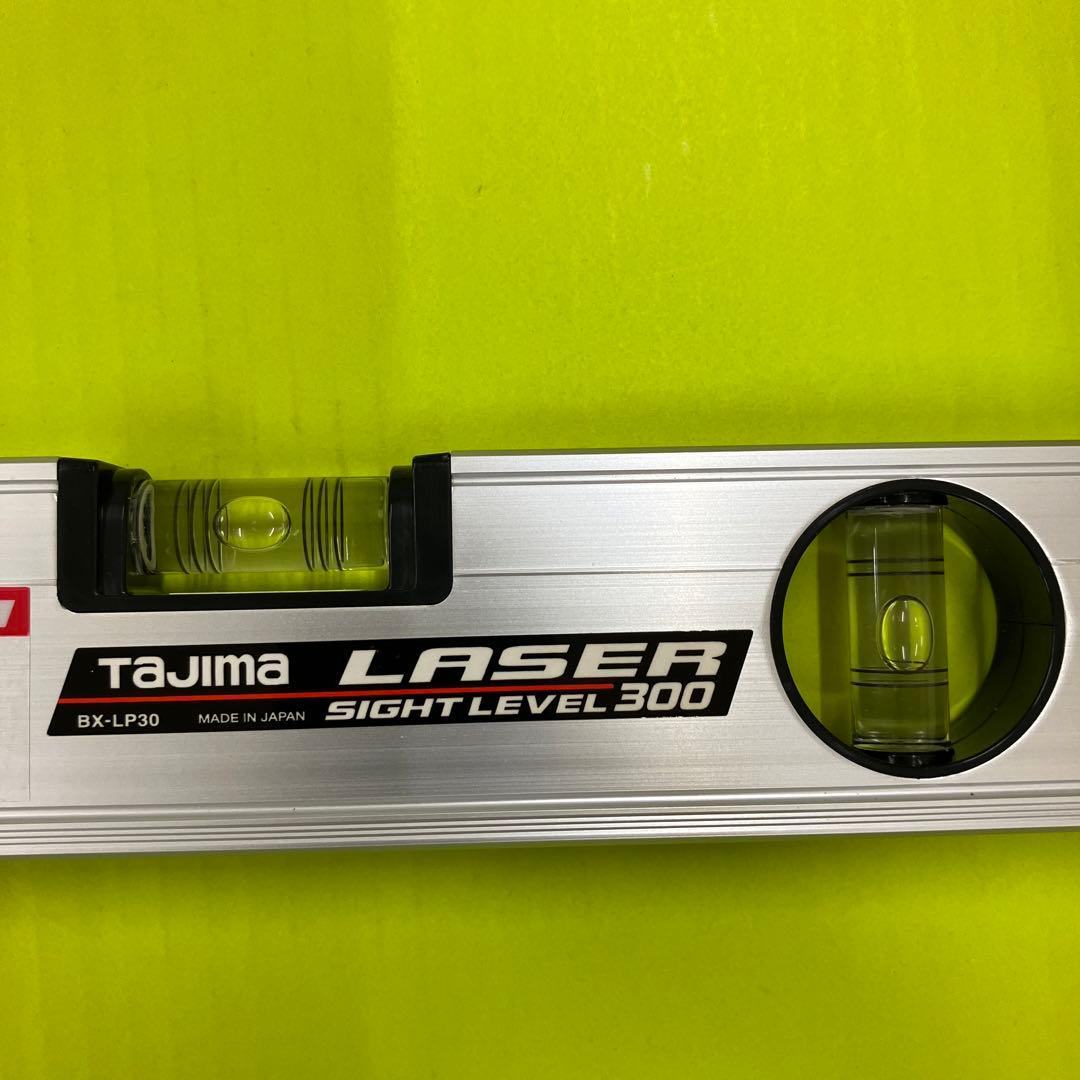 TAJIMA
LASER
SIGHT LEVEL 300
BX-LP30
MADE IN JAPAN